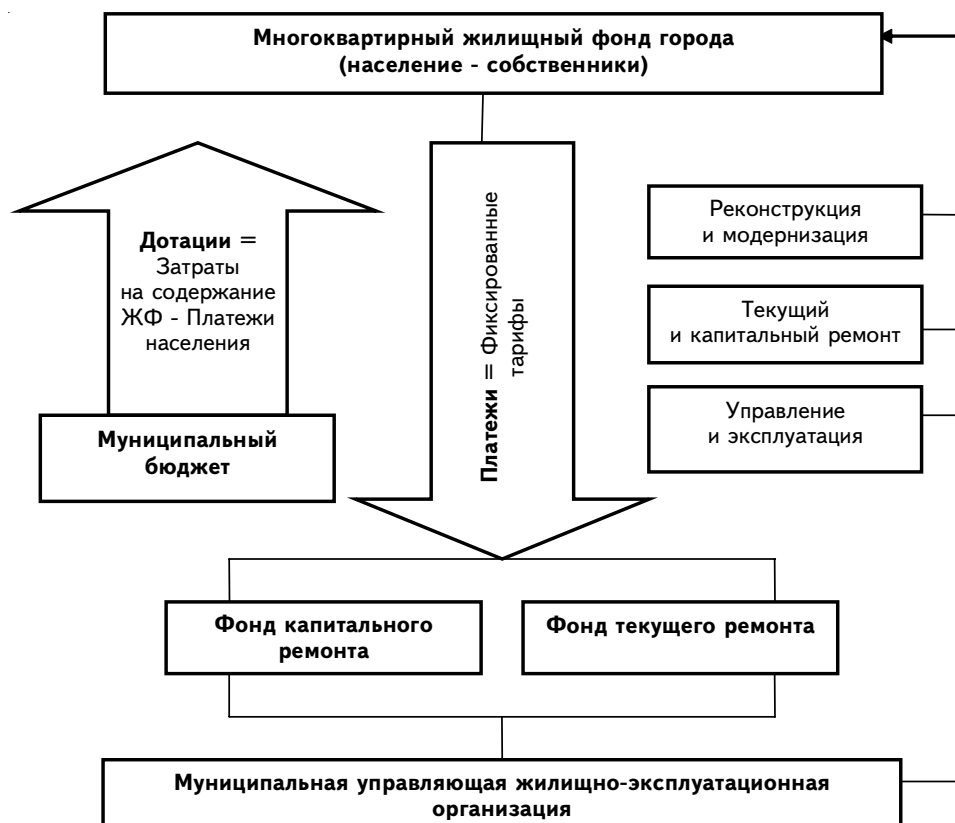 Многоквартирный жилищный фонд города
(население - собственники)
Дотации =
Затраты
на содержание
ЖФ - Платежи
населения
Муниципальный
бюджет
Платежи = Фиксированные
тарифы
Реконструкция
и модернизация
Текущий
и капитальный ремонт
Управление
и эксплуатация
Фонд капитального
ремонта
Фонд текущего ремонта
Муниципальная управляющая жилищно-эксплуатационная
организация